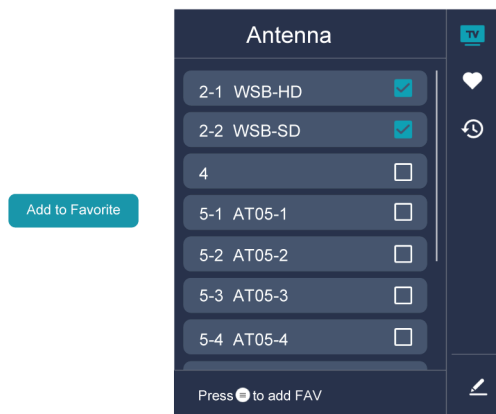 Antenna
TV
2-1 WSB-HD
2-2 WSB-SD
4
Add to Favorite
5-1 AT05-1
5-2 AT05-2
5-3 AT05-3
5-4 AT05-4
Press to add FAV